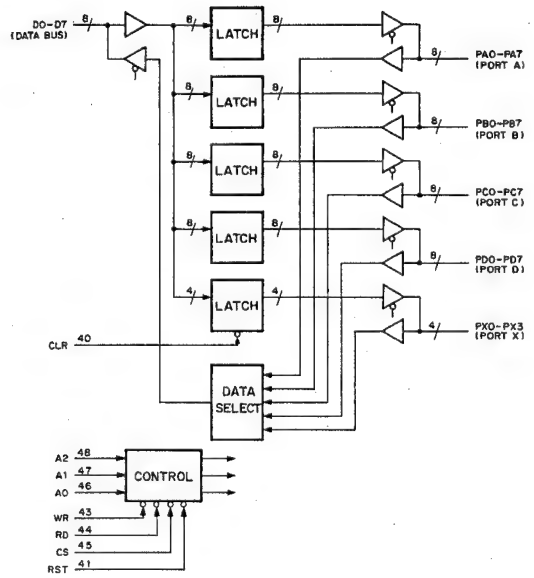 D0-D7 8
(DATA BUS)
8 LATCH 8
8 PA0-PA7
(PORT A)
8 LATCH 8
8 PB0-PB7
(PORT B)
8 LATCH 8
8 PC0-PC7
(PORT C)
8 LATCH 8
8 PD0-PD7
(PORT D)
4 LATCH 4
4 PX0-PX3
(PORT X)
CLR 40
DATA
SELECT
A2 48
A1 47
A0 46
CONTROL
WR 43
RD 44
CS 45
RST 41